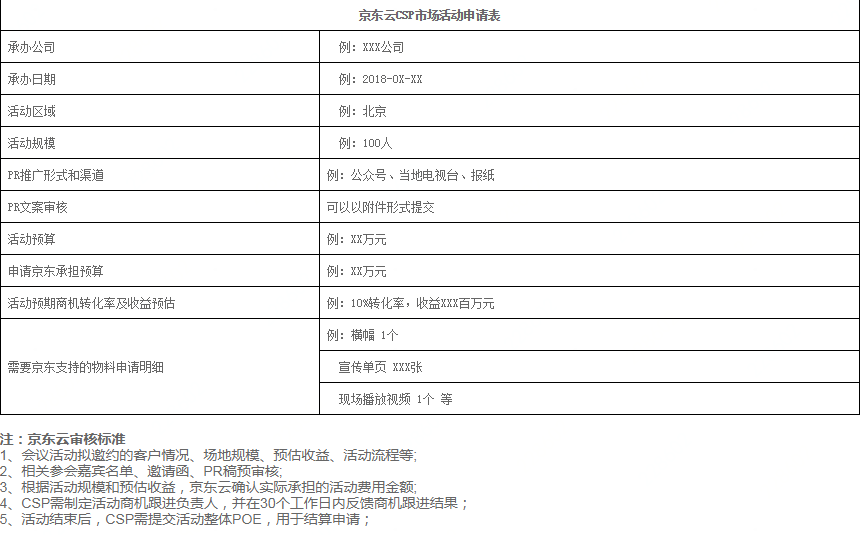 京东云CSP市场活动申请表
承办公司 例：XXX公司
承办日期 例：2018-0X-XX
活动区域 例：北京
活动规模 例：100人
PR推广形式和渠道 例：公众号、当地电视台、报纸
PR文案审核 可以以附件形式提交
活动预算 例：XX万元
申请京东承担预算 例：XX万元
活动预期商机转化率及收益预估 例：10%转化率，收益XXX百万元
需要京东支持的物料申请明细 例：横幅 1个
宣传单页 XXX张
现场播放视频 1个 等
注：京东云审核标准
1、会议活动拟邀约的客户情况、场地规模、预估收益、活动流程等;
2、相关参会嘉宾名单、邀请函、PR稿预审核;
3、根据活动规模和预估收益，京东云确认实际承担的活动费用金额;
4、CSP需制定活动商机跟进负责人，并在30个工作日内反馈商机跟进结果；
5、活动结束后，CSP需提交活动整体POE，用于结算申请；